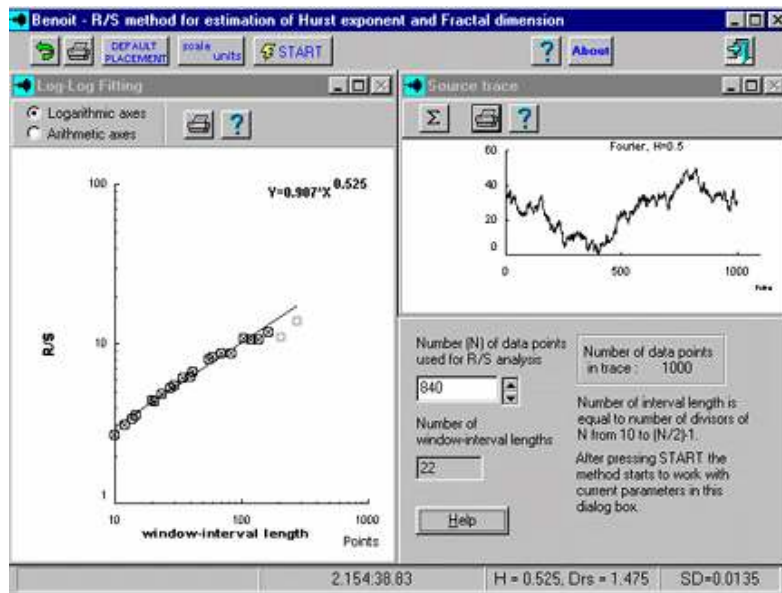 Benoit - R/S method for estimation of Hurst exponent and Fractal dimension
DEFAULT PLACEMENT
scale units
START
?
About
Log-Log Fitting
Logarithmic axes
Arithmetic axes
?
100
Y=0.907*X^0.525
R/S
10
1
10
100
1000
window-interval length
Points
Source trace
Σ
?
Fourier, H=0.5
60
40
20
0
0
500
1000
Points
Number (N) of data points
used for R/S analysis
840
Number of
window-interval lengths
22
Help
Number of data points
in trace : 1000
Number of interval length is
equal to number of divisors of
N from 10 to (N/2)-1.
After pressing START the
method starts to work with
current parameters in this
dialog box.
2.154:38.83
H = 0.525, Drs = 1.475
SD=0.0135